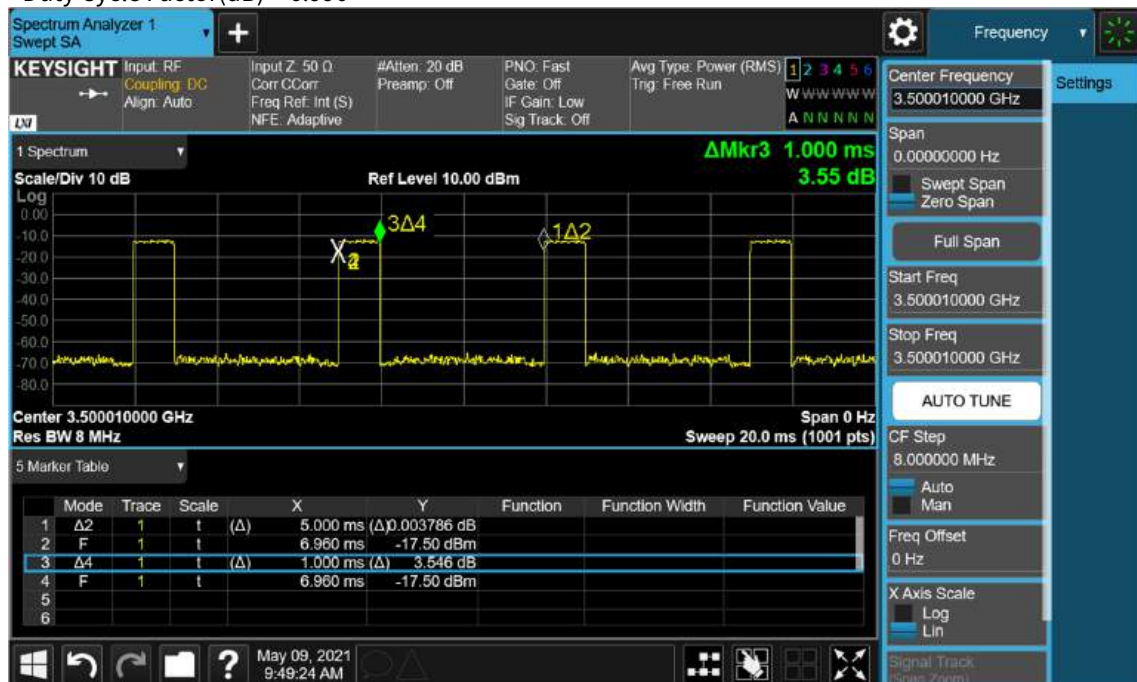 Spectrum Analyzer 1
Swept SA
Frequency
KEYSIGHT
Input: RF
Coupling: DC
Align: Auto
Input Z: 50 Ω
Corr CCorr
Freq Ref: Int (S)
NFE: Adaptive
#Atten: 20 dB
Preamp: Off
PNO: Fast
Gate: Off
IF Gain: Low
Sig Track: Off
Avg Type: Power (RMS)
Trig: Free Run
1 2 3 4 5 6
W W W W W W
A N N N N N
LXI
Center Frequency
3.500010000 GHz
Settings
Span
0.00000000 Hz
Swept Span
Zero Span
Full Span
Start Freq
3.500010000 GHz
Stop Freq
3.500010000 GHz
AUTO TUNE
CF Step
8.000000 MHz
Auto
Man
Freq Offset
0 Hz
X Axis Scale
Log
Lin
Signal Track
(Span Zoom)
1 Spectrum
ΔMkr3 1.000 ms
3.55 dB
Scale/Div 10 dB
Ref Level 10.00 dBm
Log
0.00
-10.0
-20.0
-30.0
-40.0
-50.0
-60.0
-70.0
-80.0
3Δ4
1Δ2
Center 3.500010000 GHz
Span 0 Hz
Res BW 8 MHz
Sweep 20.0 ms (1001 pts)
5 Marker Table
Mode Trace Scale X Y Function Function Width Function Value
1 Δ2 1 t (Δ) 5.000 ms (Δ) 0.003786 dB
2 F 1 t 6.960 ms -17.50 dBm
3 Δ4 1 t (Δ) 1.000 ms (Δ) 3.546 dB
4 F 1 t 6.960 ms -17.50 dBm
5
6
May 09, 2021
9:49:24 AM